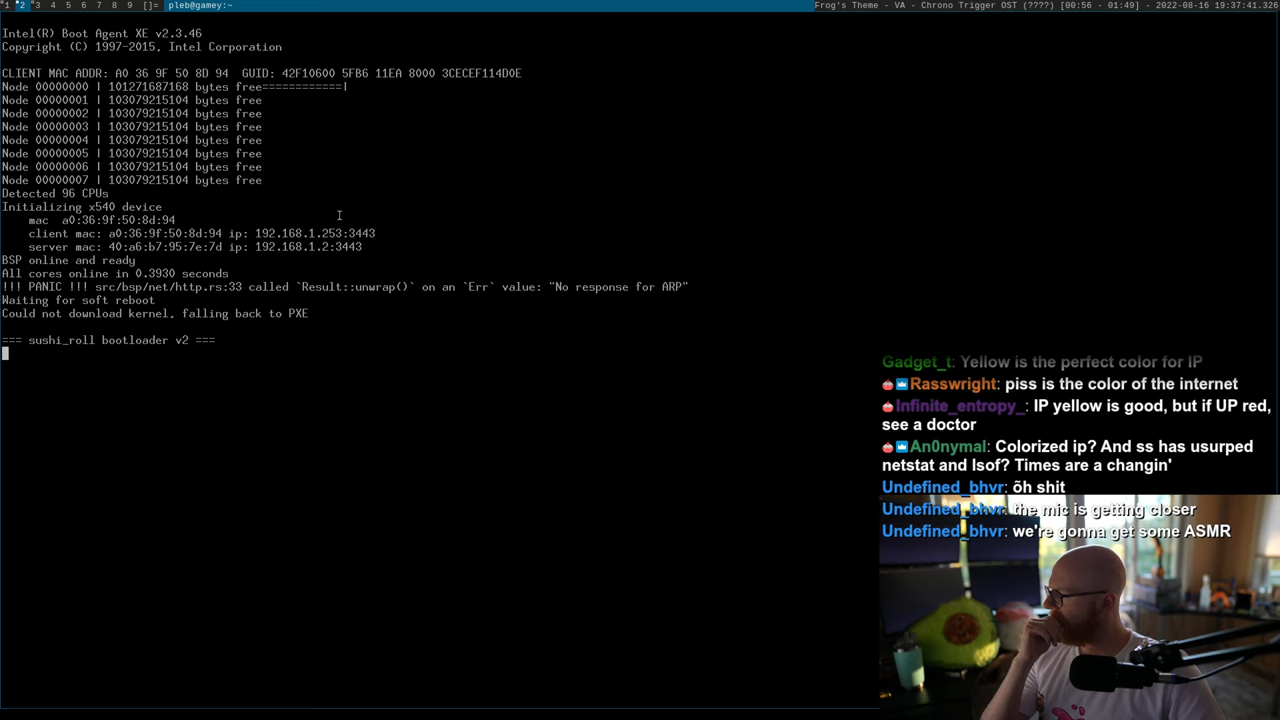 1 2 3 4 5 6 7 8 9 []= pleb@gamey:~ Frog's Theme - VA - Chrono Trigger OST (????) [00:56 - 01:49] - 2022-08-16 19:37:41.326
Intel(R) Boot Agent XE v2.3.46
Copyright (C) 1997-2015, Intel Corporation
CLIENT MAC ADDR: A0 36 9F 50 8D 94  GUID: 42F10600 5FB6 11EA 8000 3CECEF114D0E
Node 00000000 | 101271687168 bytes free============|
Node 00000001 | 103079215104 bytes free
Node 00000002 | 103079215104 bytes free
Node 00000003 | 103079215104 bytes free
Node 00000004 | 103079215104 bytes free
Node 00000005 | 103079215104 bytes free
Node 00000006 | 103079215104 bytes free
Node 00000007 | 103079215104 bytes free
Detected 96 CPUs
Initializing x540 device
mac  a0:36:9f:50:8d:94
client mac: a0:36:9f:50:8d:94 ip: 192.168.1.253:3443
server mac: 40:a6:b7:95:7e:7d ip: 192.168.1.2:3443
BSP online and ready
All cores online in 0.3930 seconds
!!! PANIC !!! src/bsp/net/http.rs:33 called `Result::unwrap()` on an `Err` value: "No response for ARP"
Waiting for soft reboot
Could not download kernel, falling back to PXE
=== sushi_roll bootloader v2 ===
Gadget_t: Yellow is the perfect color for IP
Rasswright: piss is the color of the internet
Infinite_entropy_: IP yellow is good, but if UP red,
see a doctor
An0nymal: Colorized ip? And ss has usurped
netstat and lsof? Times are a changin'
Undefined_bhvr: õh shit
Undefined_bhvr: the mic is getting closer
Undefined_bhvr: we're gonna get some ASMR